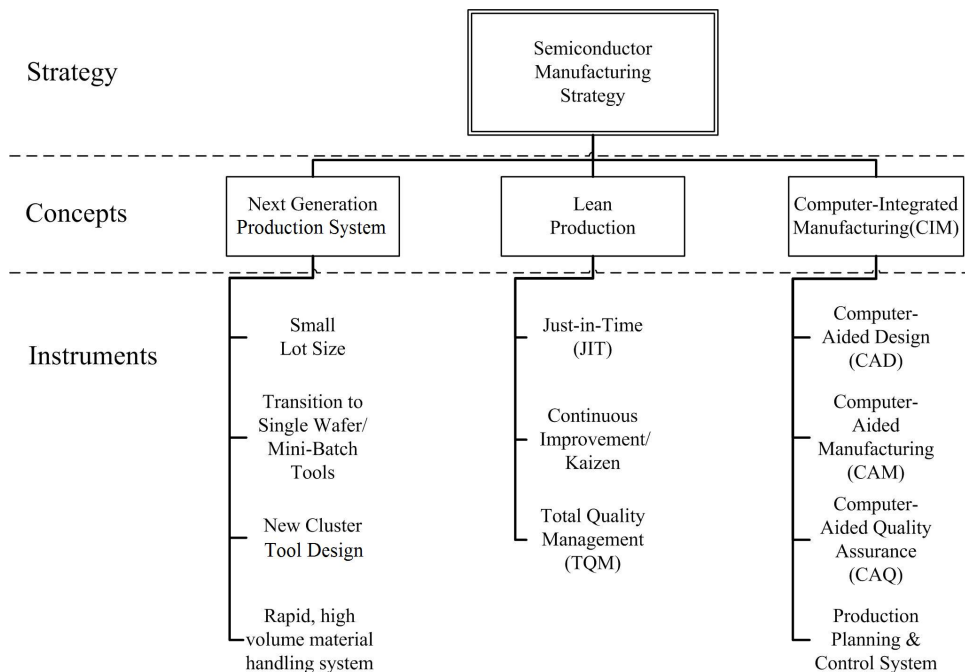 Strategy
Semiconductor
Manufacturing
Strategy
Concepts
Next Generation
Production System
Lean
Production
Computer-Integrated
Manufacturing(CIM)
Instruments
Small
Lot Size
Transition to
Single Wafer/
Mini-Batch
Tools
New Cluster
Tool Design
Rapid, high
volume material
handling system
Just-in-Time
(JIT)
Continuous
Improvement/
Kaizen
Total Quality
Management
(TQM)
Computer-
Aided Design
(CAD)
Computer-
Aided
Manufacturing
(CAM)
Computer-
Aided Quality
Assurance
(CAQ)
Production
Planning &
Control System